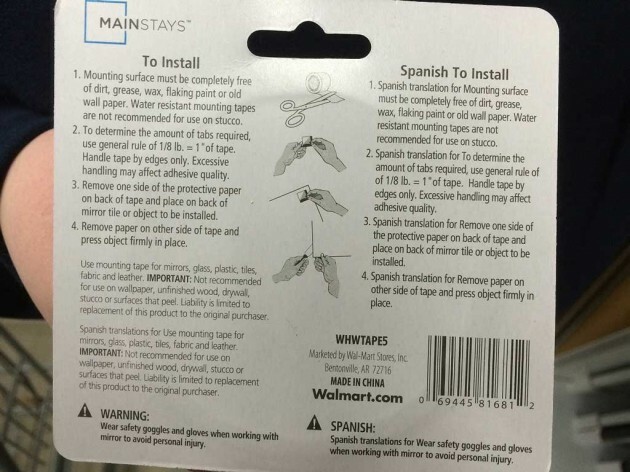 MAINSTAYS™
To Install
1. Mounting surface must be completely free
of dirt, grease, wax, flaking paint or old
wall paper. Water resistant mounting tapes
are not recommended for use on stucco.
2. To determine the amount of tabs required,
use general rule of 1/8 lb. = 1" of tape.
Handle tape by edges only. Excessive
handling may affect adhesive quality.
3. Remove one side of the protective paper
on back of tape and place on back of
mirror tile or object to be installed.
4. Remove paper on other side of tape and
press object firmly in place.
Use mounting tape for mirrors, glass, plastic, tiles,
fabric and leather. IMPORTANT: Not recommended
for use on wallpaper, unfinished wood, drywall,
stucco or surfaces that peel. Liability is limited to
replacement of this product to the original purchaser.
Spanish translations for Use mounting tape for
mirrors, glass, plastic, tiles, fabric and leather.
IMPORTANT: Not recommended for use on
wallpaper, unfinished wood, drywall, stucco or
surfaces that peel. Liability is limited to replacement
of this product to the original purchaser.
WARNING:
Wear safety goggles and gloves when working with
mirror to avoid personal injury.
Spanish To Install
1. Spanish translation for Mounting surface
must be completely free of dirt, grease,
wax, flaking paint or old wall paper. Water
resistant mounting tapes are not
recommended for use on stucco.
2. Spanish translation for To determine the
amount of tabs required, use general rule of
of 1/8 lb. = 1" of tape. Handle tape by
edges only. Excessive handling may affect
adhesive quality.
3. Spanish translation for Remove one side of
the protective paper on back of tape and
place on back of mirror tile or object to be
installed.
4. Spanish translation for Remove paper on
other side of tape and press object firmly in
place.
WHWTAPE5
Marketed by Wal-Mart Stores, Inc.
Bentonville, AR 72716
MADE IN CHINA
Walmart.com
0 69445 81681 2
SPANISH:
Spanish translations for Wear safety goggles and gloves
when working with mirror to avoid personal injury.